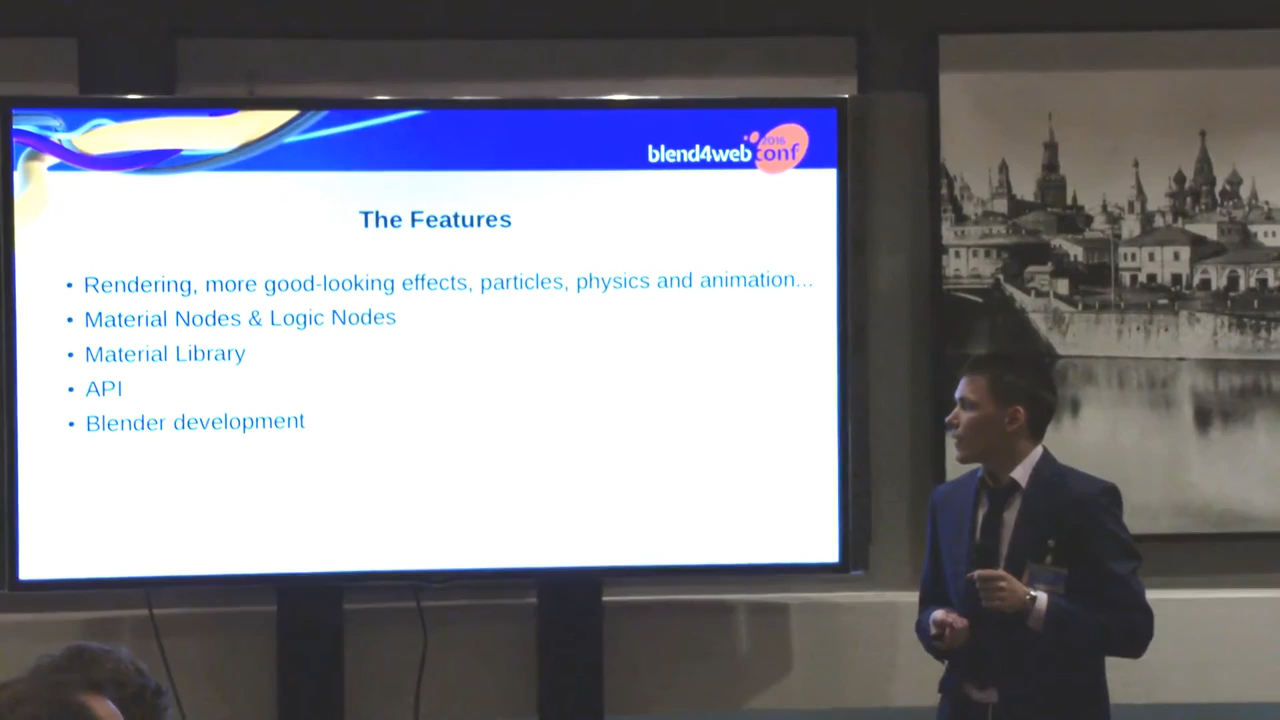 2016
blend4web conf
The Features
• Rendering, more good-looking effects, particles, physics and animation...
• Material Nodes & Logic Nodes
• Material Library
• API
• Blender development